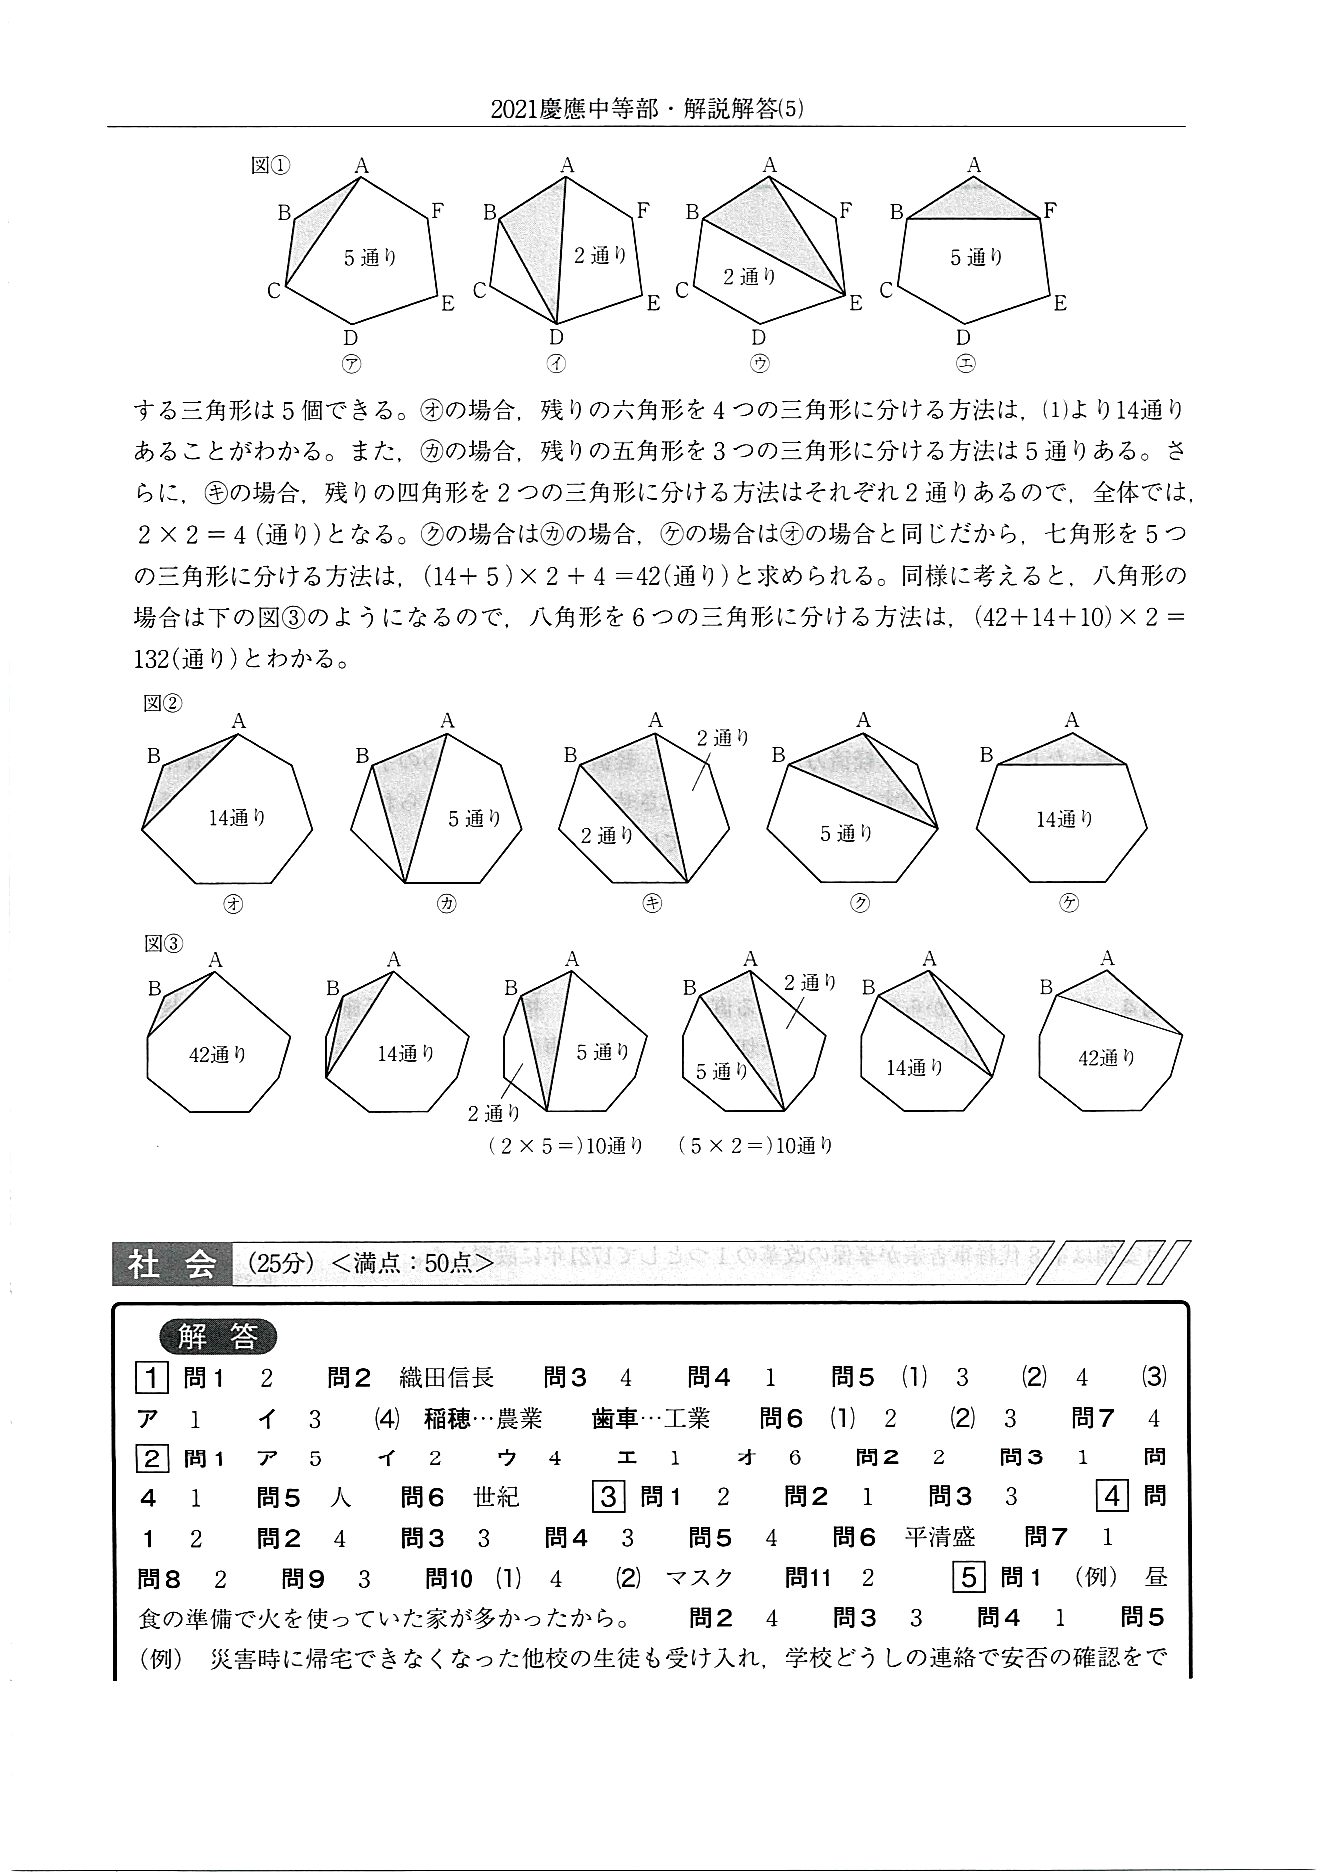 2021慶應中等部・解説解答(5)
図①
A B C D E F 5通り ㋐
A B C D E F 2通り ㋑
A B C D E F 2通り ㋒
A B C D E F 5通り ㋓
する三角形は5個できる。㋔の場合，残りの六角形を4つの三角形に分ける方法は，(1)より14通り
あることがわかる。また，㋕の場合，残りの五角形を3つの三角形に分ける方法は5通りある。さ
らに，㋖の場合，残りの四角形を2つの三角形に分ける方法はそれぞれ2通りあるので，全体では，
2×2＝4(通り)となる。㋗の場合は㋕の場合，㋘の場合は㋔の場合と同じだから，七角形を5つ
の三角形に分ける方法は，(14＋5)×2＋4＝42(通り)と求められる。同様に考えると，八角形の
場合は下の図③のようになるので，八角形を6つの三角形に分ける方法は，(42＋14＋10)×2＝
132(通り)とわかる。
図②
A B 14通り ㋔
A B 5通り ㋕
A B 2通り 2通り ㋖
A B 5通り ㋗
A B 14通り ㋘
図③
A B 42通り
A B 14通り
A B 5通り 2通り (2×5＝)10通り
A B 2通り 5通り (5×2＝)10通り
A B 14通り
A B 42通り
社会 (25分) ＜満点：50点＞
解答
1 問1 2 問2 織田信長 問3 4 問4 1 問5 (1) 3 (2) 4 (3)
ア 1 イ 3 (4) 稲穂…農業 歯車…工業 問6 (1) 2 (2) 3 問7 4
2 問1 ア 5 イ 2 ウ 4 エ 1 オ 6 問2 2 問3 1 問
4 1 問5 人 問6 世紀 3 問1 2 問2 1 問3 3 4 問
1 2 問2 4 問3 3 問4 3 問5 4 問6 平清盛 問7 1
問8 2 問9 3 問10 (1) 4 (2) マスク 問11 2 5 問1 (例) 昼
食の準備で火を使っていた家が多かったから。 問2 4 問3 3 問4 1 問5
(例) 災害時に帰宅できなくなった他校の生徒も受け入れ，学校どうしの連絡で安否の確認をで